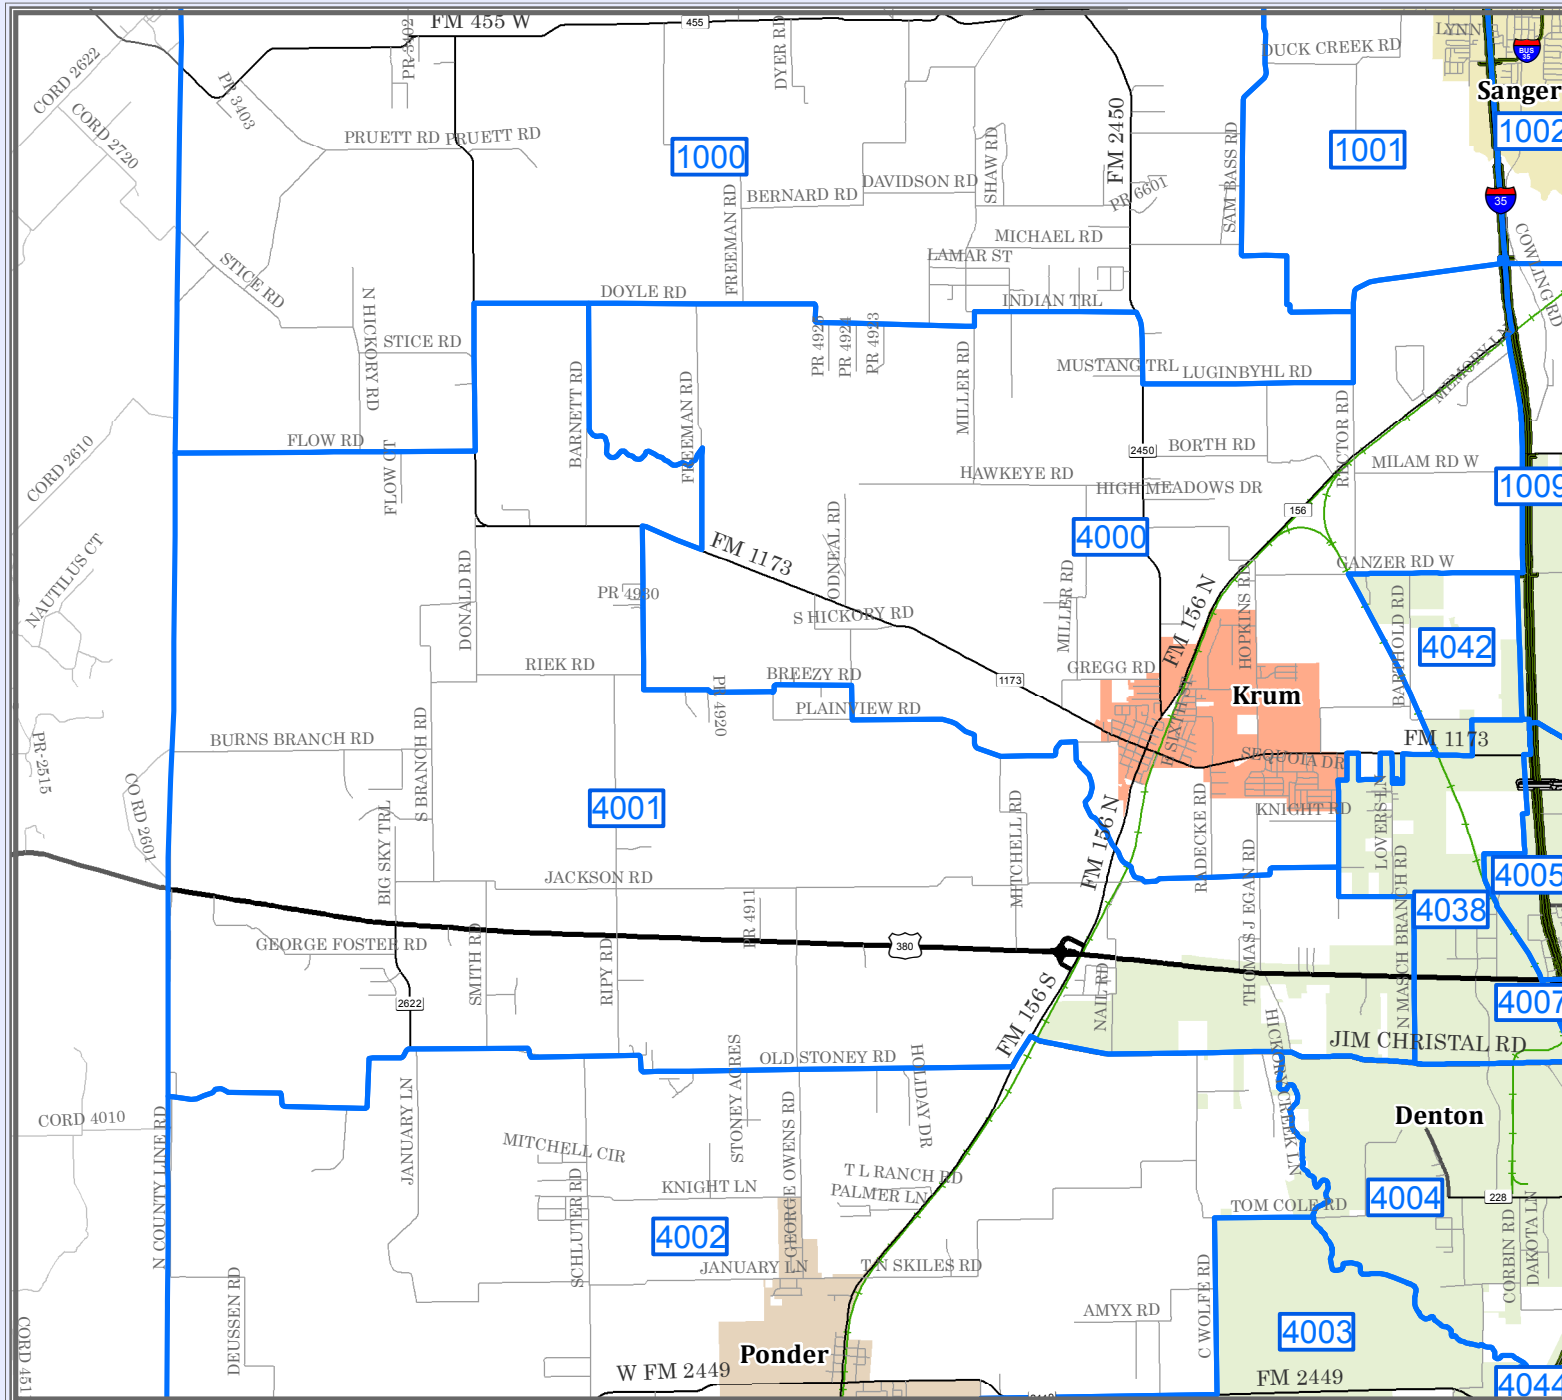 FM 455 W
455
LYNN
BUS
35
DUCK CREEK RD
DYER RD
PR 3402
CORD 2622
PR 3403
Sanger
1002
CORD 2720
PRUETT RD
PRUETT RD
1000
FM 2450
SHAW RD
SAM BASS RD
1001
DAVIDSON RD
BERNARD RD
FREEMAN RD
PR 6601
35
MICHAEL RD
LAMAR ST
COWLING RD
STICE RD
DOYLE RD
INDIAN TRL
N HICKORY RD
STICE RD
PR 4924
PR 4923
MILLER RD
MUSTANG TRL
LUGINBYHL RD
MEMORY LN
BARNETT RD
FREEMAN RD
RECTOR RD
FLOW RD
FLOW CT
2450
BORTH RD
MILAM RD W
CORD 2610
HAWKEYE RD
HIGH MEADOWS DR
1009
156
4000
FM 1173
ODNEAL RD
NAUTILUS CT
DONALD RD
GANZER RD W
PR 4930
S HICKORY RD
MILLER RD
FM 156 N
HOPKINS RD
BARTHOLD RD
4042
RIEK RD
BREEZY RD
GREGG RD
1173
Krum
PR 4920
PLAINVIEW RD
E SIXTH ST
BURNS BRANCH RD
S BRANCH RD
FM 1173
SEQUOIA DR
PR 2515
CO RD 2601
4001
KNIGHT RD
LOVERS LN
BIG SKY TRL
MITCHELL RD
FM 156 N
RADECKE RD
THOMAS J EGAN RD
N MASCH BRANCH RD
4005
JACKSON RD
4038
PR 4911
GEORGE FOSTER RD
380
SMITH RD
RIPY RD
2622
NAIL RD
4007
FM 156 S
HICKORY CREEK LN
JIM CHRISTAL RD
OLD STONEY RD
STONEY ACRES
HOLIDAY DR
CORD 4010
Denton
N COUNTY LINE RD
JANUARY LN
MITCHELL CIR
GEORGE OWENS RD
T L RANCH RD
KNIGHT LN
PALMER LN
SCHLUTER RD
4004
228
TOM COLE RD
4002
CORBIN RD
DAKOTA LN
JANUARY LN
T N SKILES RD
DEUSSEN RD
C WOLFE RD
AMYX RD
4003
Ponder
W FM 2449
FM 2449
4044